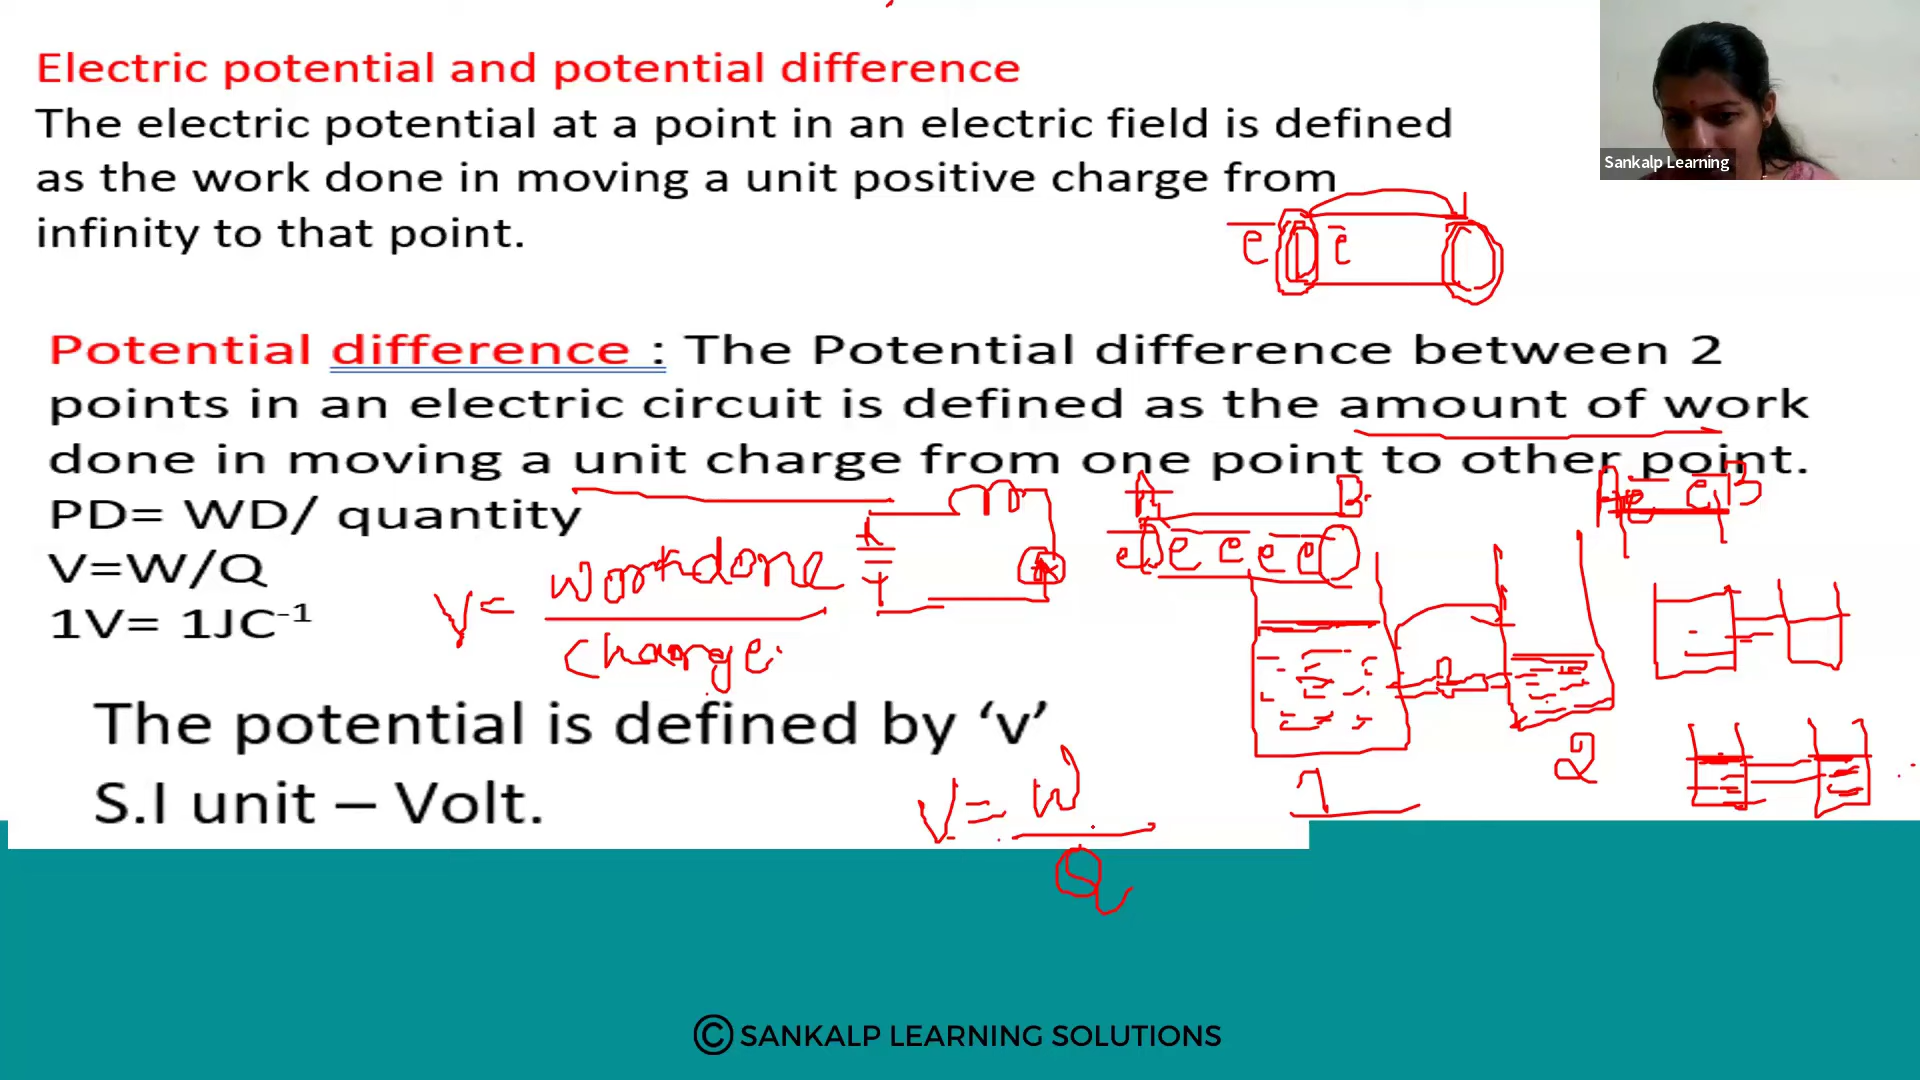 Electric potential and potential difference
The electric potential at a point in an electric field is defined
as the work done in moving a unit positive charge from
infinity to that point.
Sankalp Learning
e e
Potential difference : The Potential difference between 2
points in an electric circuit is defined as the amount of work
done in moving a unit charge from one point to other point.
PD= WD/ quantity
V=W/Q
1V= 1JC⁻¹
V= workdone
charge
A B
e e e e e
A e e B
1
2
The potential is defined by ‘v’
S.I unit – Volt.
V= W
Q
© SANKALP LEARNING SOLUTIONS